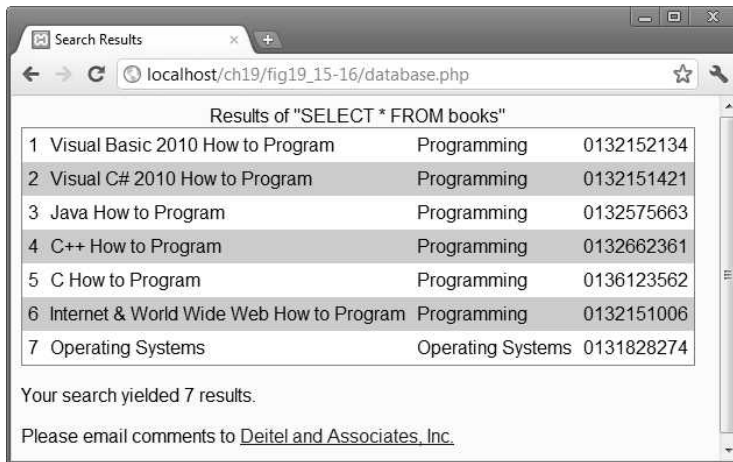 Search Results
localhost/ch19/fig19_15-16/database.php
Results of "SELECT * FROM books"
1 Visual Basic 2010 How to Program Programming 0132152134
2 Visual C# 2010 How to Program Programming 0132151421
3 Java How to Program Programming 0132575663
4 C++ How to Program Programming 0132662361
5 C How to Program Programming 0136123562
6 Internet & World Wide Web How to Program Programming 0132151006
7 Operating Systems Operating Systems 0131828274
Your search yielded 7 results.
Please email comments to Deitel and Associates, Inc.